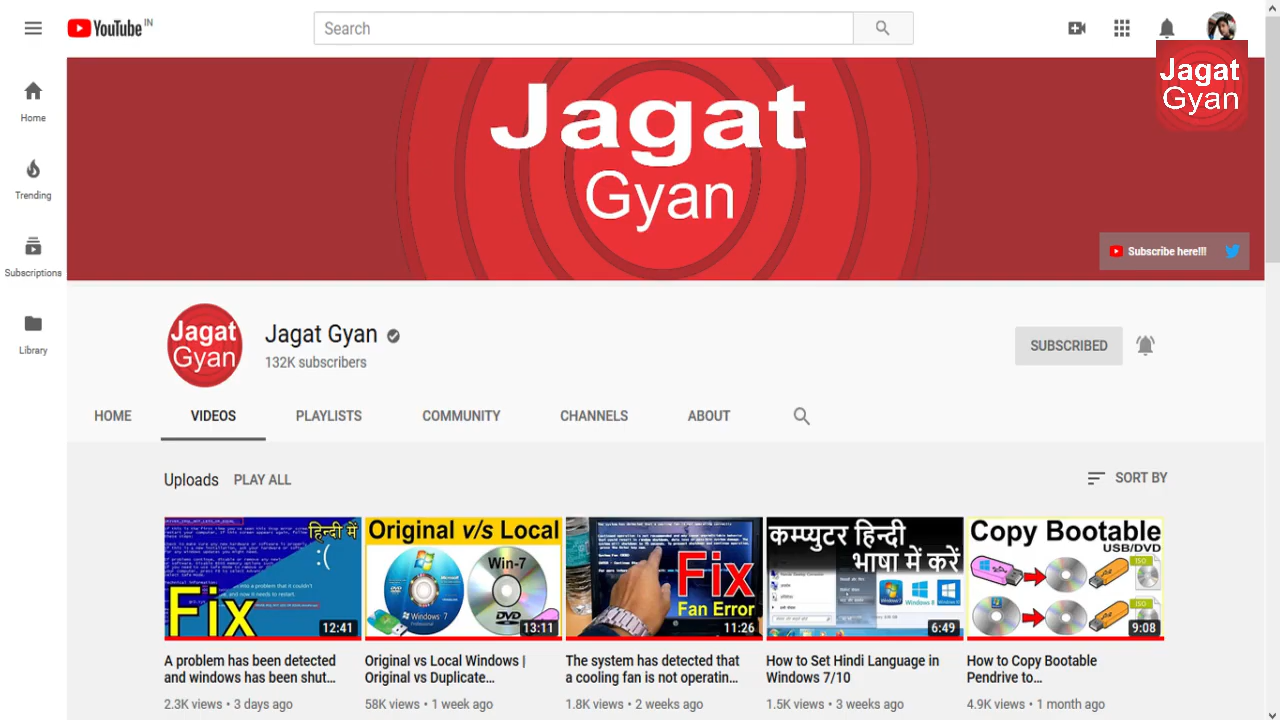 YouTube IN
Search
Jagat
Gyan
Jagat
Gyan
Home
Trending
Subscriptions
Library
Subscribe here!!!
Jagat
Gyan
Jagat Gyan
132K subscribers
SUBSCRIBED
HOME VIDEOS PLAYLISTS COMMUNITY CHANNELS ABOUT
Uploads PLAY ALL
SORT BY
हिन्दी में
:(
Fix
12:41
Original v/s Local
Win-7
Windows 7
DVD
13:11
Fix
Fan Error
11:26
कम्प्युटर हिन्दी
भाषा में करें
6:49
Copy Bootable
USB/DVD
ISO
ISO
9:08
A problem has been detected
and windows has been shut...
2.3K views • 3 days ago
Original vs Local Windows |
Original vs Duplicate...
58K views • 1 week ago
The system has detected that
a cooling fan is not operatin...
1.8K views • 2 weeks ago
How to Set Hindi Language in
Windows 7/10
1.5K views • 3 weeks ago
How to Copy Bootable
Pendrive to...
4.9K views • 1 month ago